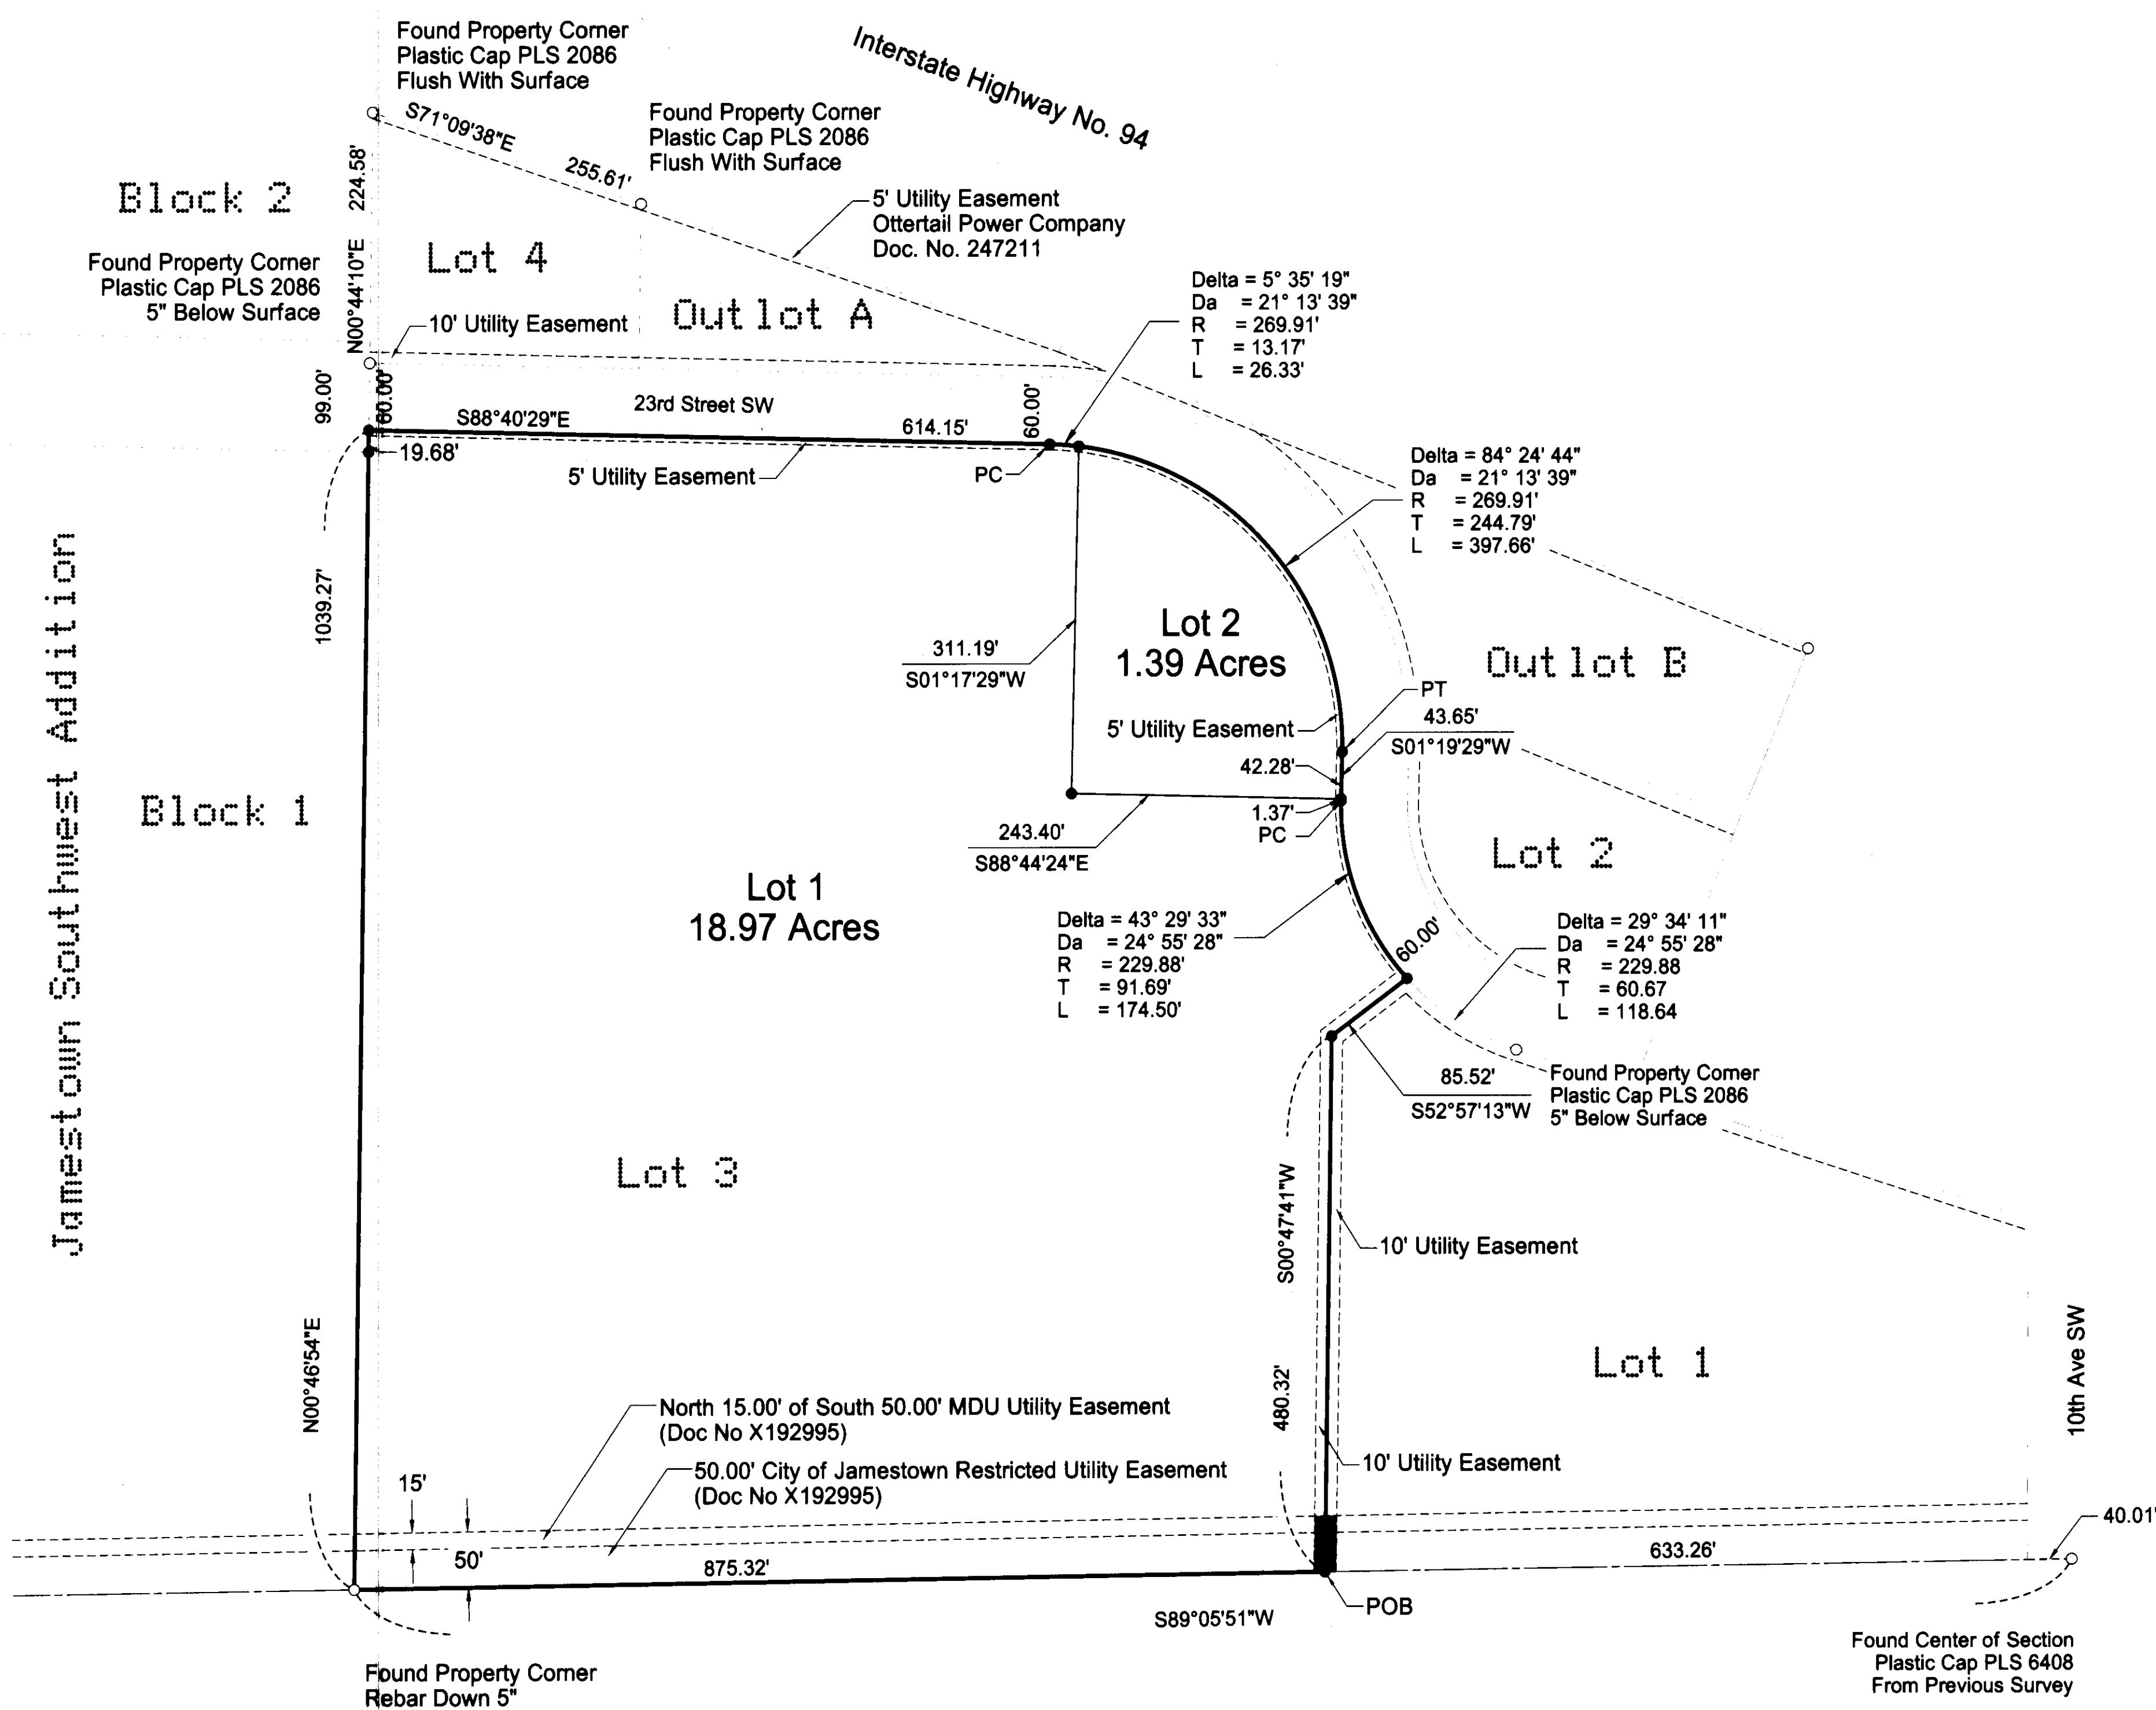 Found Property Corner
Plastic Cap PLS 2086
Flush With Surface
Interstate Highway No. 94
S71°09'38"E
255.61'
Found Property Corner
Plastic Cap PLS 2086
Flush With Surface
224.58'
N00°44'10"E
Block 2
5' Utility Easement
Ottertail Power Company
Doc. No. 247211
Found Property Corner
Plastic Cap PLS 2086
5" Below Surface
Lot 4
10' Utility Easement
Outlot A
Delta = 5° 35' 19"
Da = 21° 13' 39"
R = 269.91'
T = 13.17'
L = 26.33'
99.00'
60.00'
S88°40'29"E
23rd Street SW
614.15'
60.00'
19.68'
5' Utility Easement
PC
Delta = 84° 24' 44"
Da = 21° 13' 39"
R = 269.91'
T = 244.79'
L = 397.66'
1039.27'
Jamestown Southwest Addition
Lot 2
1.39 Acres
311.19'
S01°17'29"W
Outlot B
PT
5' Utility Easement
43.65'
S01°19'29"W
42.28'
1.37'
PC
Block 1
243.40'
S88°44'24"E
Lot 2
Lot 1
18.97 Acres
Delta = 43° 29' 33"
Da = 24° 55' 28"
R = 229.88'
T = 91.69'
L = 174.50'
60.00'
Delta = 29° 34' 11"
Da = 24° 55' 28"
R = 229.88
T = 60.67
L = 118.64
85.52'
S52°57'13"W
Found Property Corner
Plastic Cap PLS 2086
5" Below Surface
Lot 3
S00°47'41"W
10' Utility Easement
N00°46'54"E
480.32'
Lot 1
10th Ave SW
North 15.00' of South 50.00' MDU Utility Easement
(Doc No X192995)
10' Utility Easement
50.00' City of Jamestown Restricted Utility Easement
(Doc No X192995)
15'
50'
875.32'
633.26'
40.01'
S89°05'51"W
POB
Found Property Corner
Rebar Down 5"
Found Center of Section
Plastic Cap PLS 6408
From Previous Survey